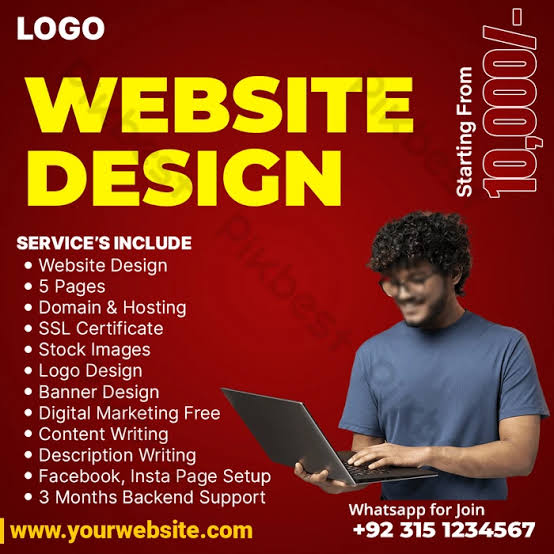 LOGO
WEBSITE
DESIGN
Starting From
10,000/-
SERVICE'S INCLUDE
• Website Design
• 5 Pages
• Domain & Hosting
• SSL Certificate
• Stock Images
• Logo Design
• Banner Design
• Digital Marketing Free
• Content Writing
• Description Writing
• Facebook, Insta Page Setup
• 3 Months Backend Support
www.yourwebsite.com
Whatsapp for Join
+92 315 1234567
Pikbest